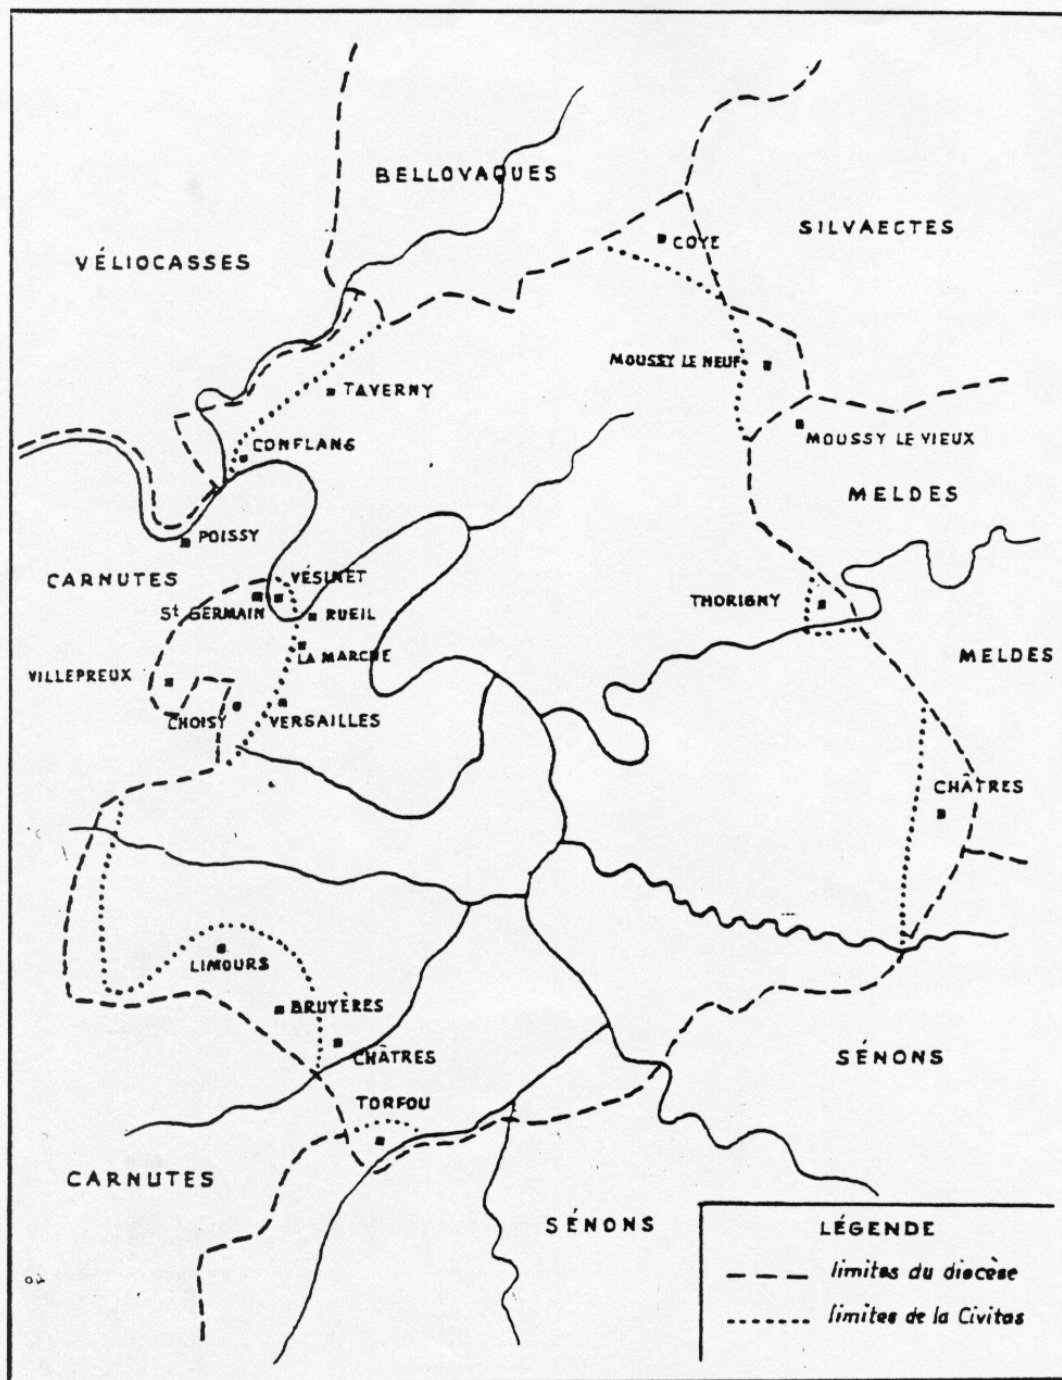 BELLOVAQUES
SILVAECTES
COYE
VÉLIOCASSES
MOUSSY LE NEUF
TAVERNY
MOUSSY LE VIEUX
CONFLANS
MELDES
POISSY
CARNUTES
VÉSINET
St GERMAIN
RUEIL
THORIGNY
LA MARCHE
MELDES
VILLEPREUX
CHOISY
VERSAILLES
CHÂTRES
LIMOURS
BRUYÈRES
CHÂTRES
SÉNONS
TORFOU
CARNUTES
SÉNONS
LÉGENDE
limites du diocèse
limites de la Civitas